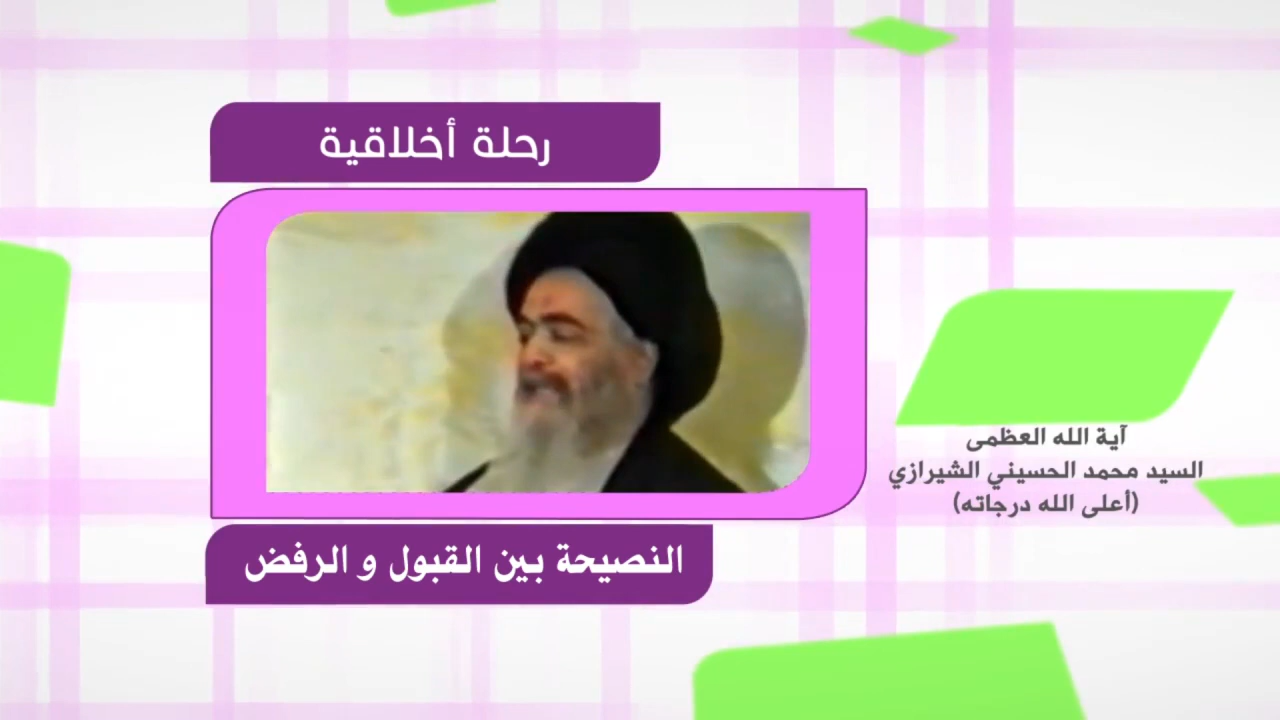 رحلة أخلاقية
آية الله العظمى
السيد محمد الحسيني الشيرازي
(أعلى الله درجاته)
النصيحة بين القبول و الرفض